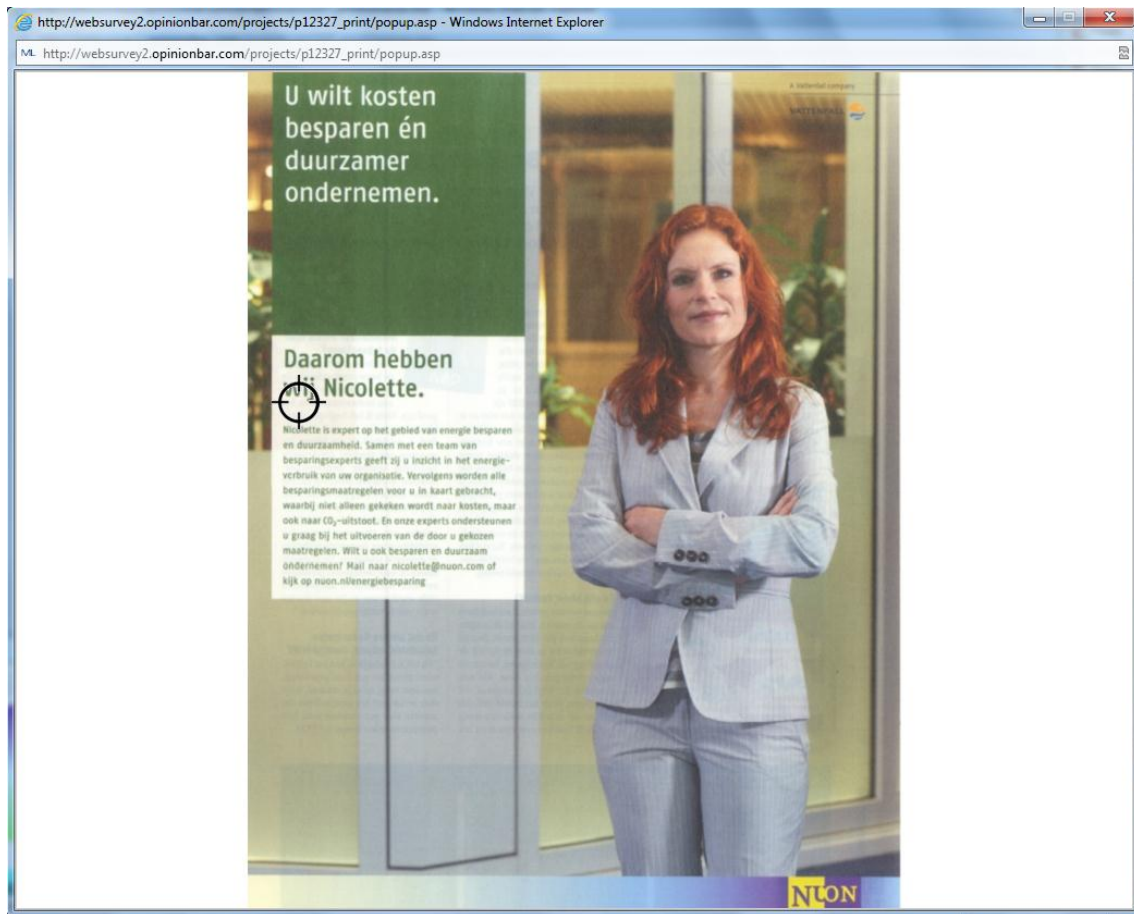 http://websurvey2.opinionbar.com/projects/p12327_print/popup.asp - Windows Internet Explorer
http://websurvey2.opinionbar.com/projects/p12327_print/popup.asp
U wilt kosten
besparen én
duurzamer
ondernemen.
A Vattenfall company
VATTENFALL
Daarom hebben
wij Nicolette.
Nicolette is expert op het gebied van energie besparen
en duurzaamheid. Samen met een team van
besparingsexperts geeft zij u inzicht in het energie-
verbruik van uw organisatie. Vervolgens worden alle
besparingsmaatregelen voor u in kaart gebracht,
waarbij niet alleen gekeken wordt naar kosten, maar
ook naar CO₂-uitstoot. En onze experts ondersteunen
u graag bij het uitvoeren van de door u gekozen
maatregelen. Wilt u ook besparen en duurzaam
ondernemen? Mail naar nicolette@nuon.com of
kijk op nuon.nl/energiebesparing
NUON